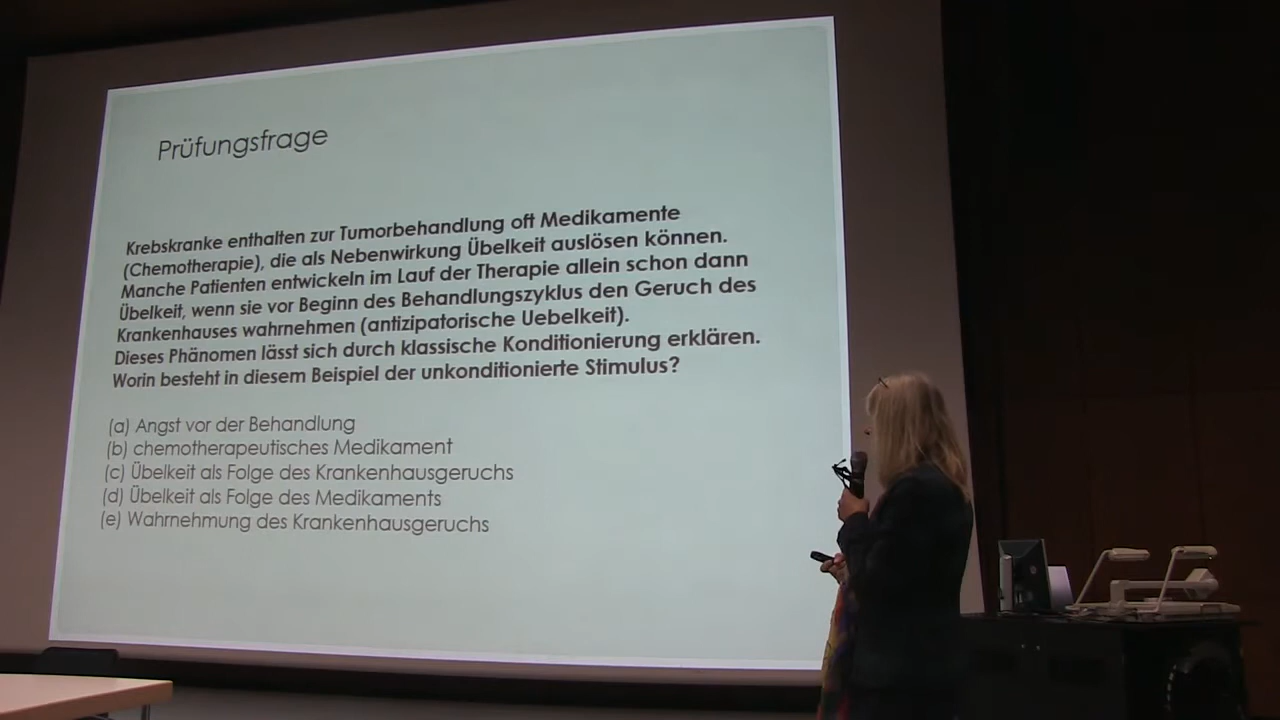 Prüfungsfrage
Krebskranke enthalten zur Tumorbehandlung oft Medikamente
(Chemotherapie), die als Nebenwirkung Übelkeit auslösen können.
Manche Patienten entwickeln im Lauf der Therapie allein schon dann
Übelkeit, wenn sie vor Beginn des Behandlungszyklus den Geruch des
Krankenhauses wahrnehmen (antizipatorische Uebelkeit).
Dieses Phänomen lässt sich durch klassische Konditionierung erklären.
Worin besteht in diesem Beispiel der unkonditionierte Stimulus?
(a) Angst vor der Behandlung
(b) chemotherapeutisches Medikament
(c) Übelkeit als Folge des Krankenhausgeruchs
(d) Übelkeit als Folge des Medikaments
(e) Wahrnehmung des Krankenhausgeruchs